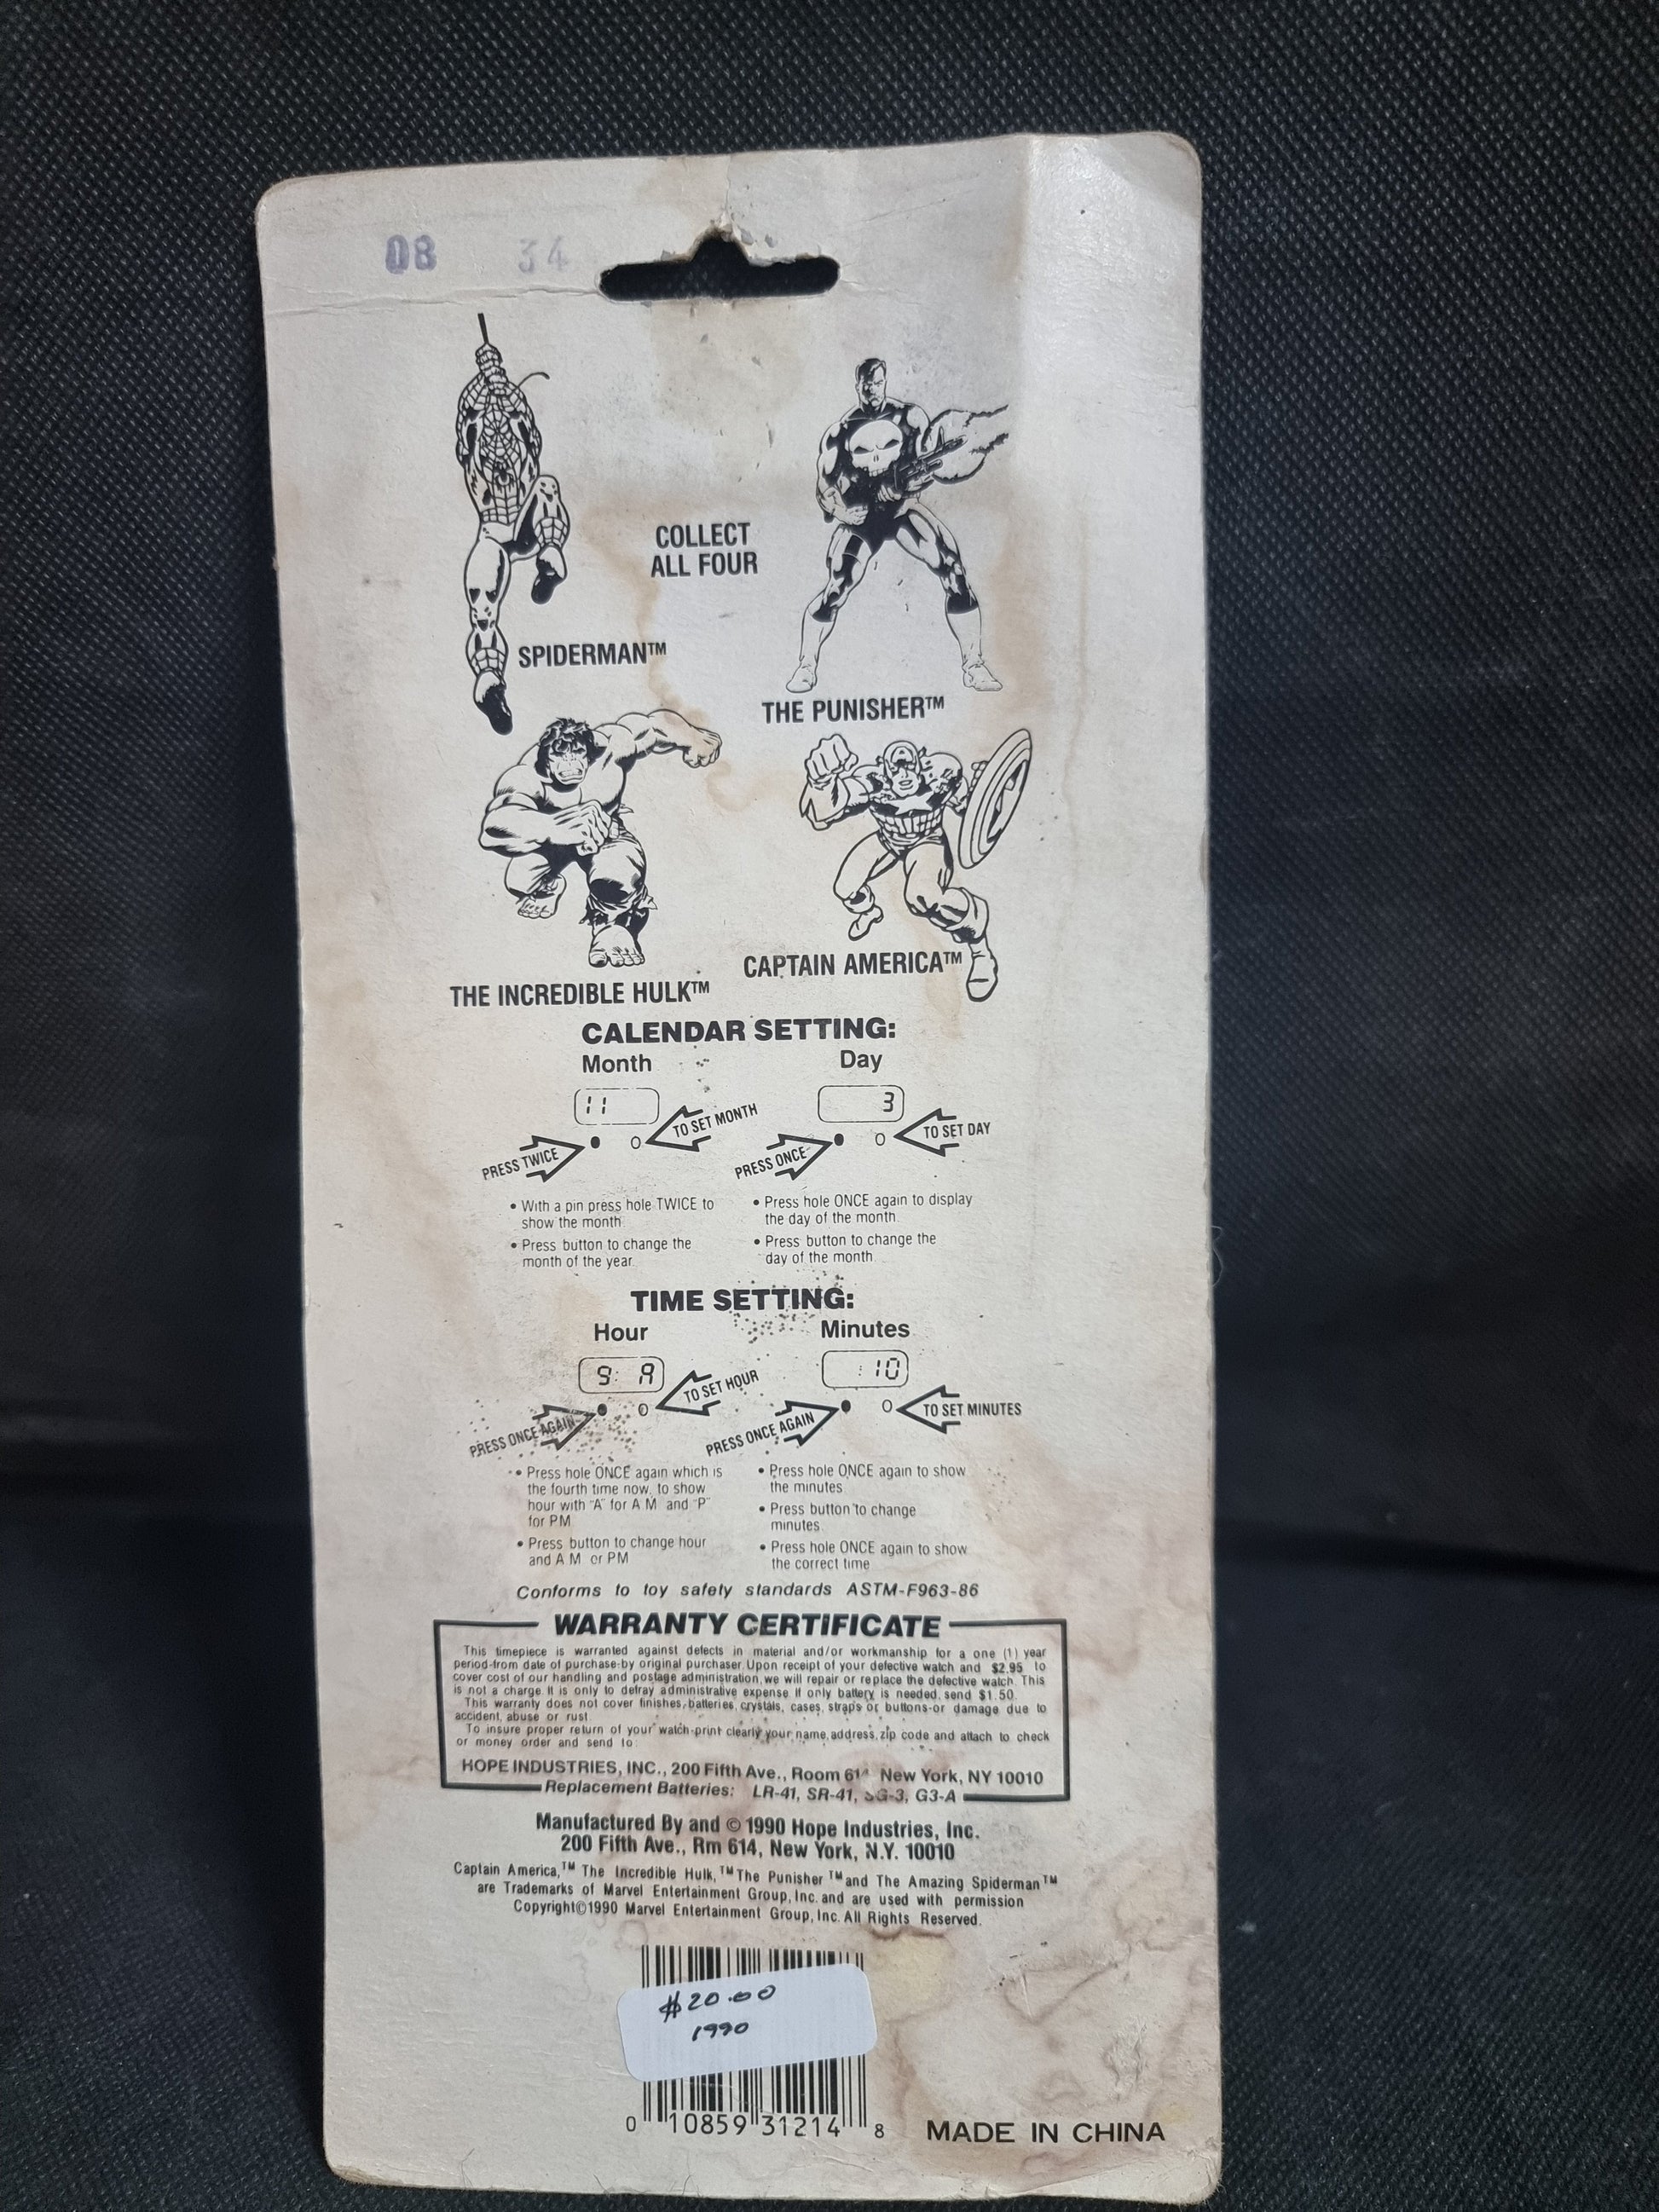 08 34
COLLECT
ALL FOUR
SPIDERMAN™
THE PUNISHER™
THE INCREDIBLE HULK™
CAPTAIN AMERICA™
CALENDAR SETTING:
Month
11
PRESS TWICE
TO SET MONTH
• With a pin press hole TWICE to
show the month
• Press button to change the
month of the year
Day
3
PRESS ONCE
TO SET DAY
• Press hole ONCE again to display
the day of the month
• Press button to change the
day of the month
TIME SETTING:
Hour
9: A
PRESS ONCE AGAIN
TO SET HOUR
• Press hole ONCE again which is
the fourth time now, to show
hour with "A" for A M and "P"
for PM
• Press button to change hour
and A M or PM
Minutes
:10
PRESS ONCE AGAIN
TO SET MINUTES
• Press hole ONCE again to show
the minutes
• Press button to change
minutes
• Press hole ONCE again to show
the correct time
Conforms to toy safety standards ASTM-F963-86
WARRANTY CERTIFICATE
This timepiece is warranted against defects in material and/or workmanship for a one (1) year
period-from date of purchase-by original purchaser. Upon receipt of your defective watch and $2.95 to
cover cost of our handling and postage administration, we will repair or replace the defective watch. This
is not a charge. It is only to defray administrative expense. If only battery is needed, send $1.50.
This warranty does not cover finishes, batteries, crystals, cases, straps or buttons-or damage due to
accident, abuse or rust.
To insure proper return of your watch-print clearly your name, address, zip code and attach to check
or money order and send to:
HOPE INDUSTRIES, INC., 200 Fifth Ave., Room 614 New York, NY 10010
Replacement Batteries: LR-41, SR-41, SG-3, G3-A
Manufactured By and © 1990 Hope Industries, Inc.
200 Fifth Ave., Rm 614, New York, N.Y. 10010
Captain America,™ The Incredible Hulk,™ The Punisher™ and The Amazing Spiderman™
are Trademarks of Marvel Entertainment Group, Inc. and are used with permission
Copyright©1990 Marvel Entertainment Group, Inc. All Rights Reserved.
$20.00
1990
0 10859 31214 8
MADE IN CHINA